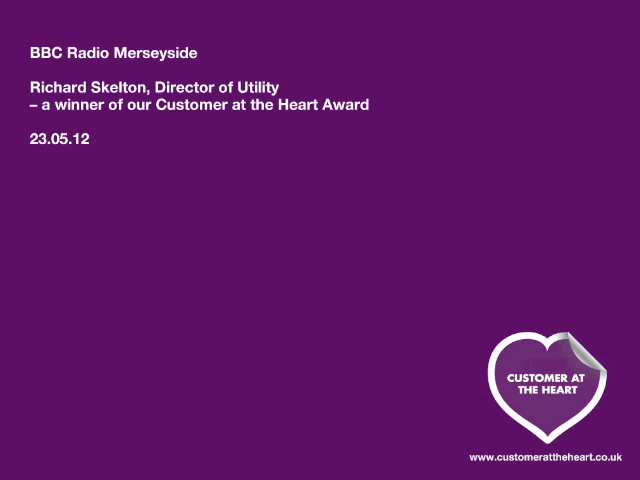 BBC Radio Merseyside
Richard Skelton, Director of Utility
– a winner of our Customer at the Heart Award
23.05.12
CUSTOMER AT
THE HEART
www.customerattheheart.co.uk